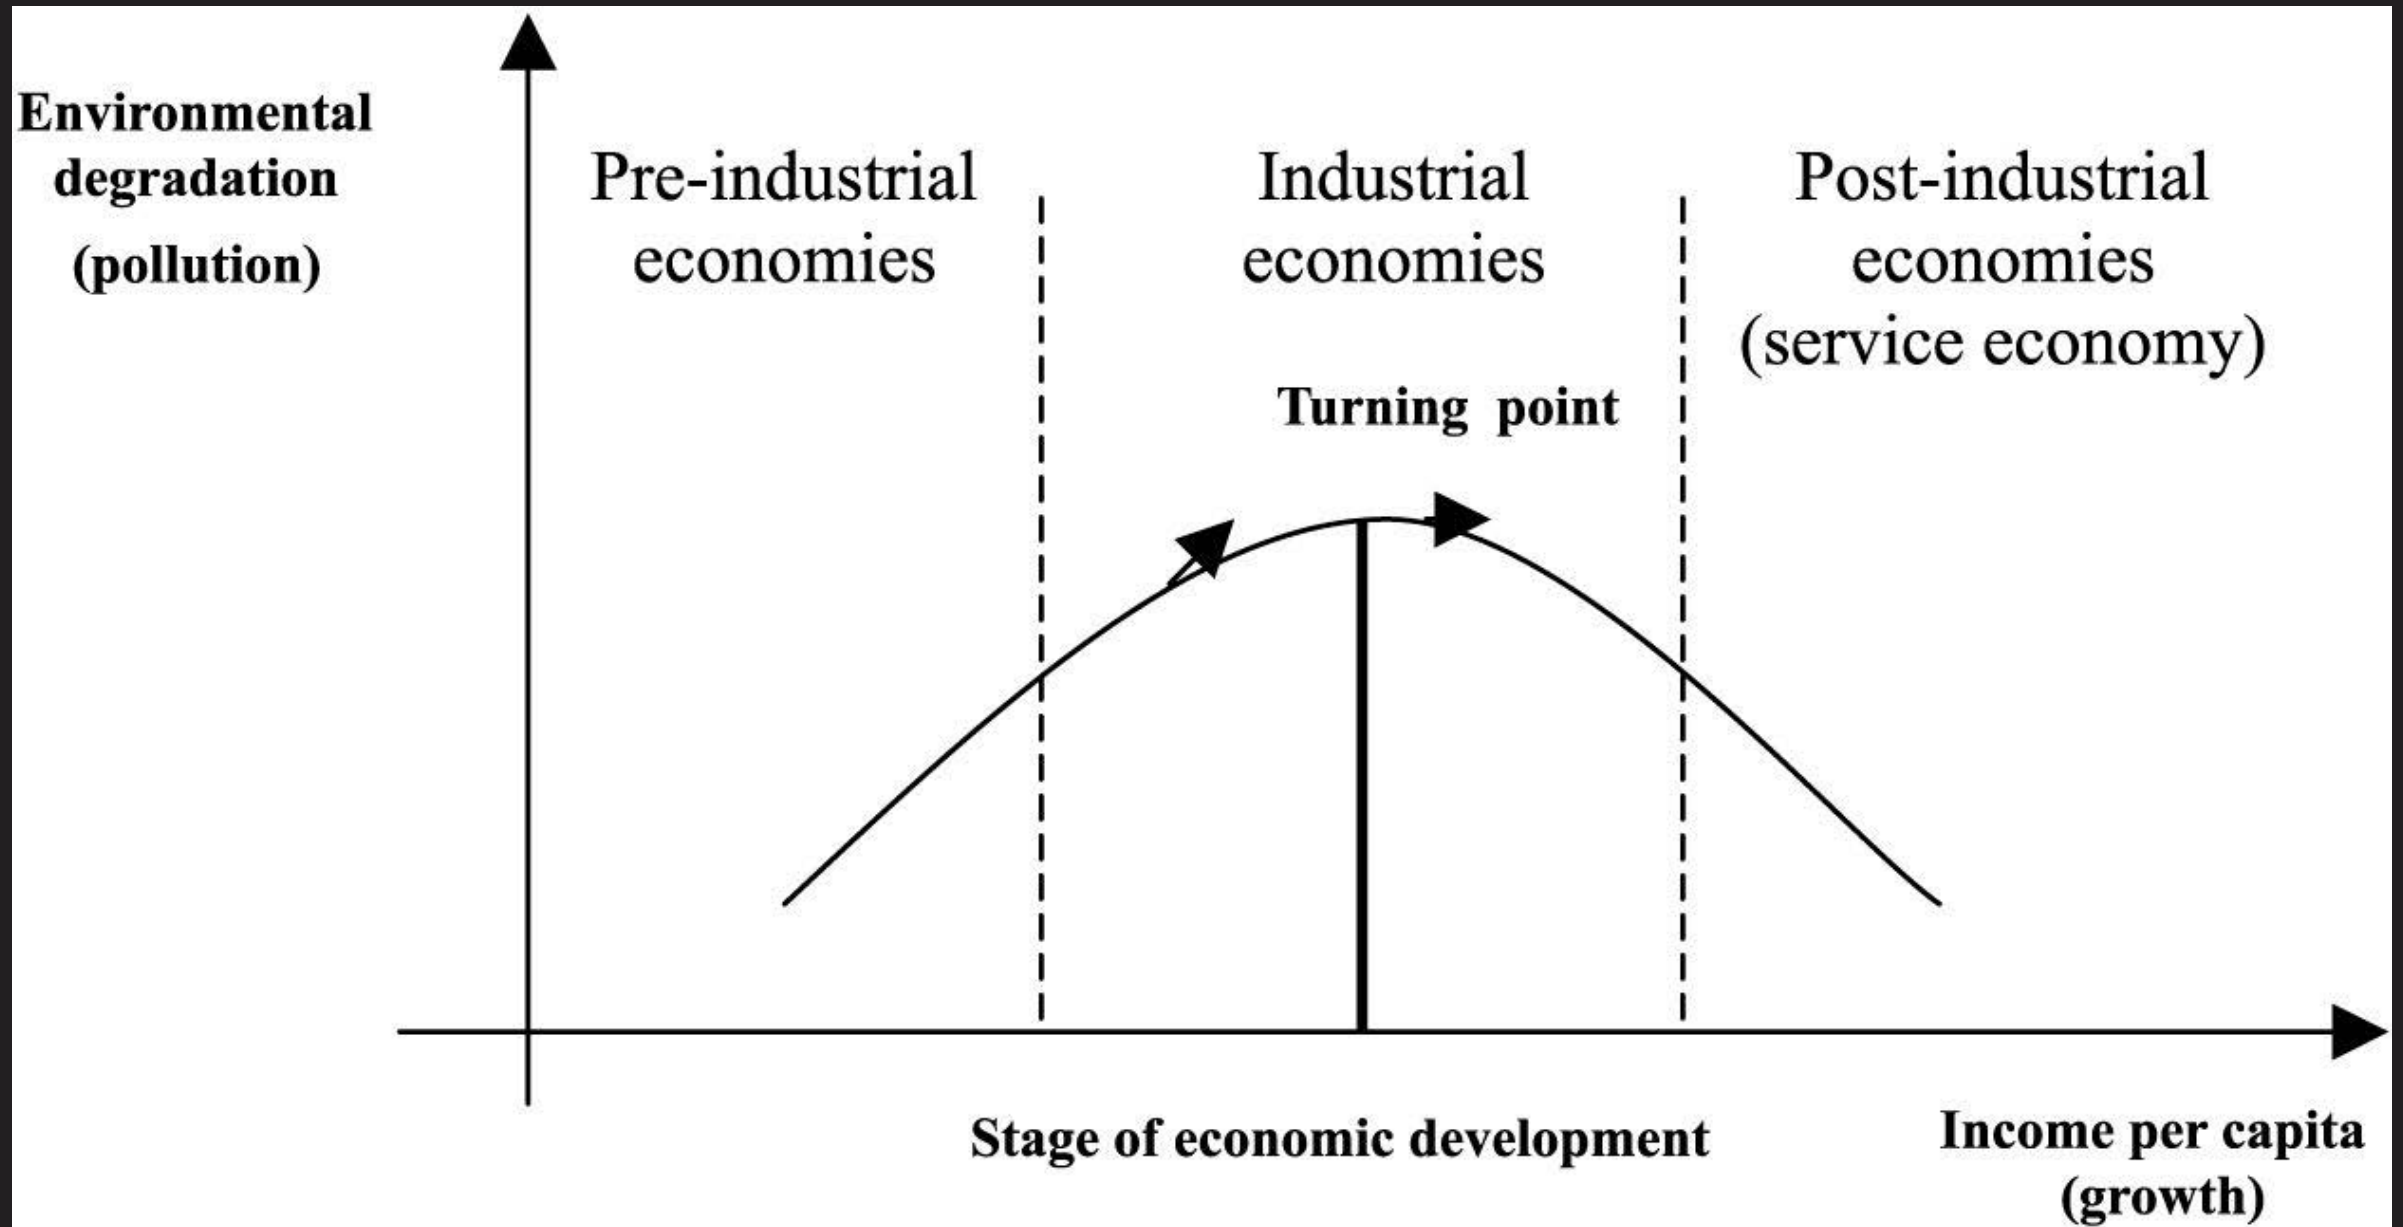 Environmental
degradation
(pollution)
Pre-industrial
economies
Industrial
economies
Post-industrial
economies
(service economy)
Turning point
Stage of economic development
Income per capita
(growth)